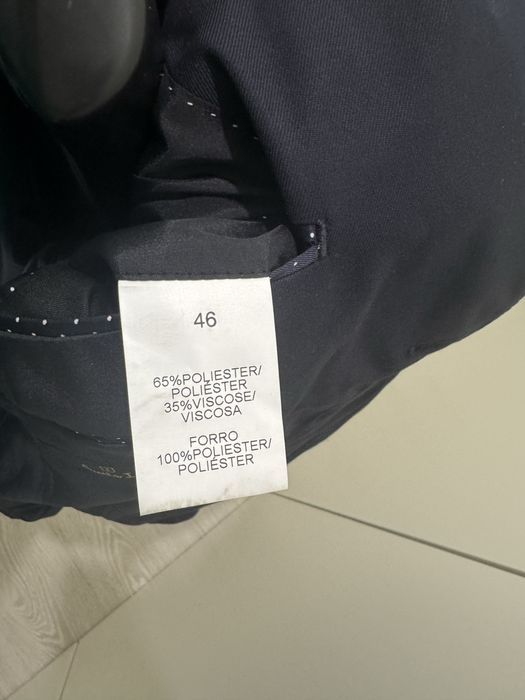 46
65%POLIESTER/
POLIÉSTER
35%VISCOSE/
VISCOSA
FORRO
100%POLIESTER/
POLIÉSTER